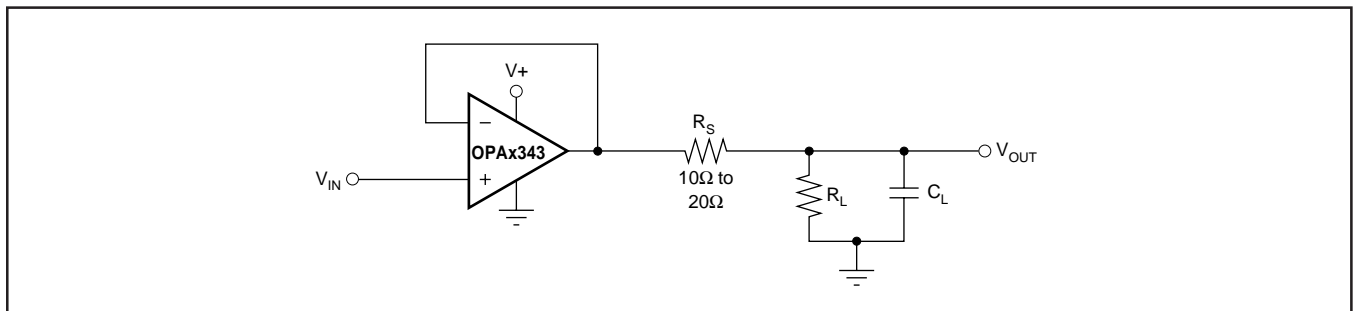 V+
−
OPAx343
+
V_IN
R_S
10Ω to
20Ω
R_L
C_L
V_OUT